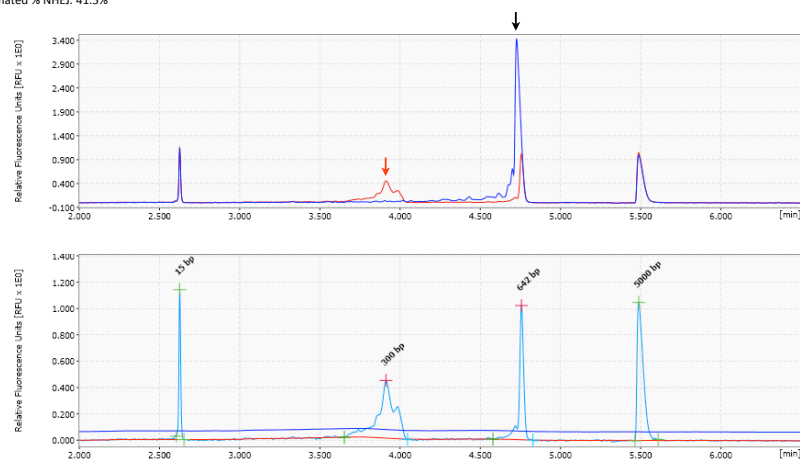 mated % NHEJ: 41.5%
Relative Fluorescence Units [RFU x 1E0]
3.400
2.900
2.400
1.900
1.400
0.900
0.400
-0.100
2.000 2.500 3.000 3.500 4.000 4.500 5.000 5.500 6.000 [min]
Relative Fluorescence Units [RFU x 1E0]
1.400
1.200
1.000
0.800
0.600
0.400
0.200
0.000
15 bp
300 bp
642 bp
5000 bp
2.000 2.500 3.000 3.500 4.000 4.500 5.000 5.500 6.000 [min]